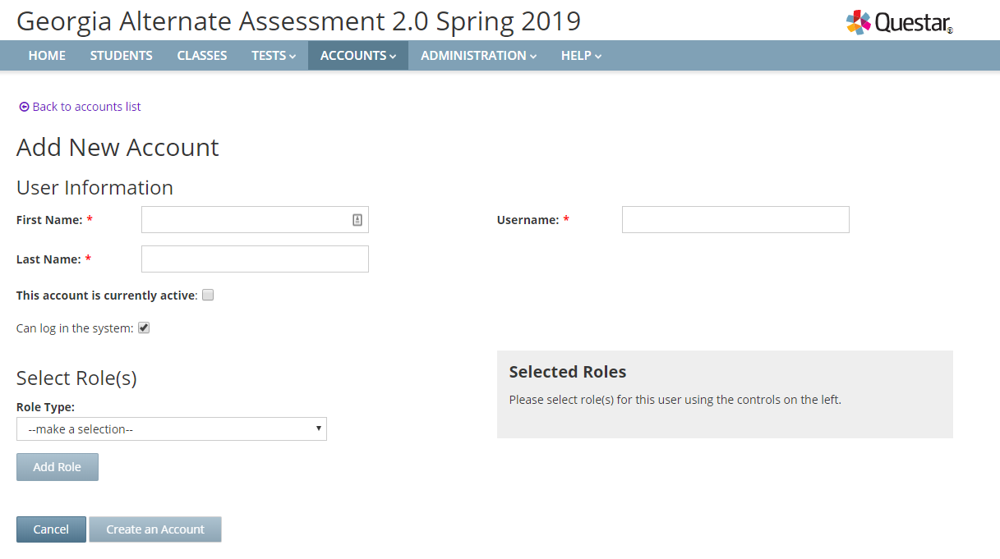 Georgia Alternate Assessment 2.0 Spring 2019
Questar
HOME STUDENTS CLASSES TESTS ACCOUNTS ADMINISTRATION HELP
Back to accounts list
Add New Account
User Information
First Name: * Username: *
Last Name: *
This account is currently active:
Can log in the system:
Select Role(s)
Role Type:
--make a selection--
Add Role
Selected Roles
Please select role(s) for this user using the controls on the left.
Cancel Create an Account